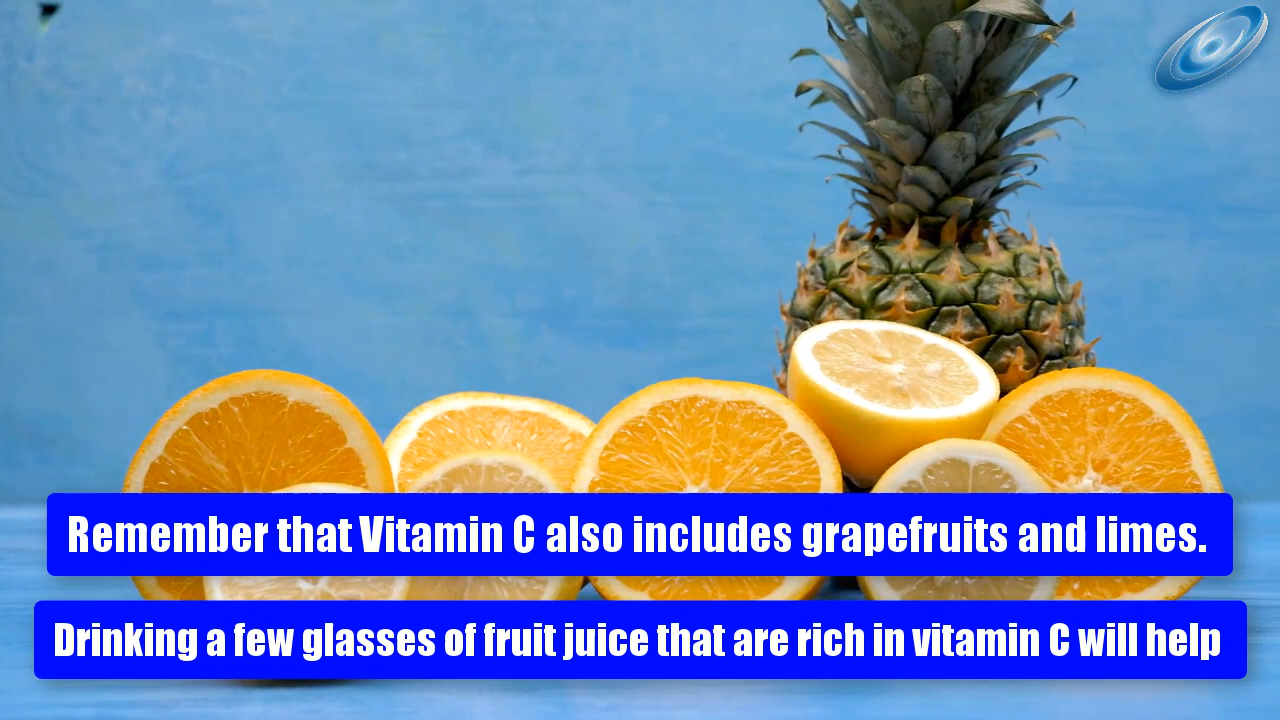 Remember that Vitamin C also includes grapefruits and limes.
Drinking a few glasses of fruit juice that are rich in vitamin C will help